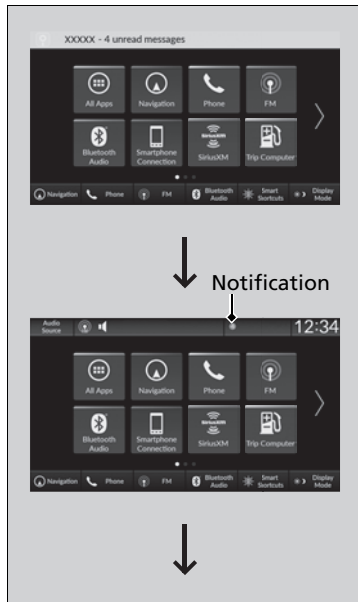 XXXXX - 4 unread messages
All Apps
Navigation
Phone
FM
Bluetooth
Audio
Smartphone
Connection
SiriusXM
Trip Computer
Navigation
Phone
FM
Bluetooth
Audio
Smart
Shortcuts
Display
Mode
Notification
Audio
Source
12:34
All Apps
Navigation
Phone
FM
Bluetooth
Audio
Smartphone
Connection
SiriusXM
Trip Computer
Navigation
Phone
FM
Bluetooth
Audio
Smart
Shortcuts
Display
Mode